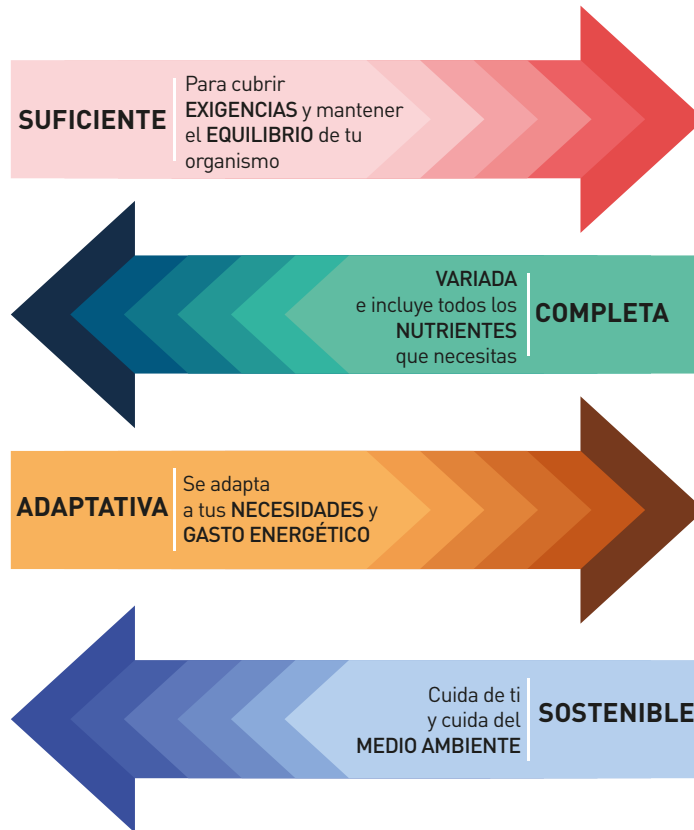 SUFICIENTE
Para cubrir
EXIGENCIAS y mantener
el EQUILIBRIO de tu
organismo
VARIADA
e incluye todos los
NUTRIENTES
que necesitas
COMPLETA
ADAPTATIVA
Se adapta
a tus NECESIDADES y
GASTO ENERGÉTICO
Cuida de ti
y cuida del
MEDIO AMBIENTE
SOSTENIBLE